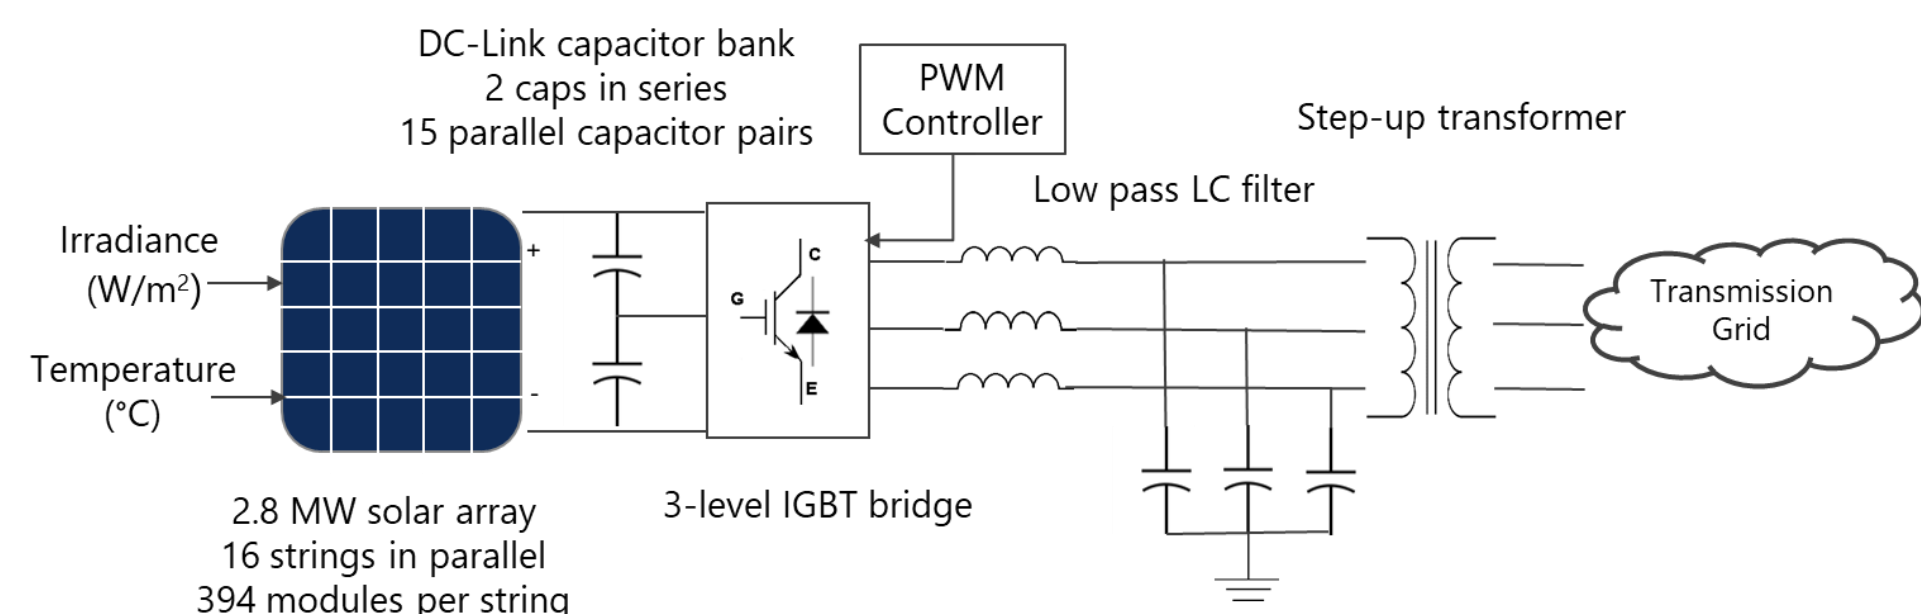 DC-Link capacitor bank
2 caps in series
15 parallel capacitor pairs
PWM
Controller
Step-up transformer
Low pass LC filter
Irradiance
(W/m²)
Temperature
(°C)
+
-
C
G
E
Transmission
Grid
2.8 MW solar array
16 strings in parallel
394 modules per string
3-level IGBT bridge